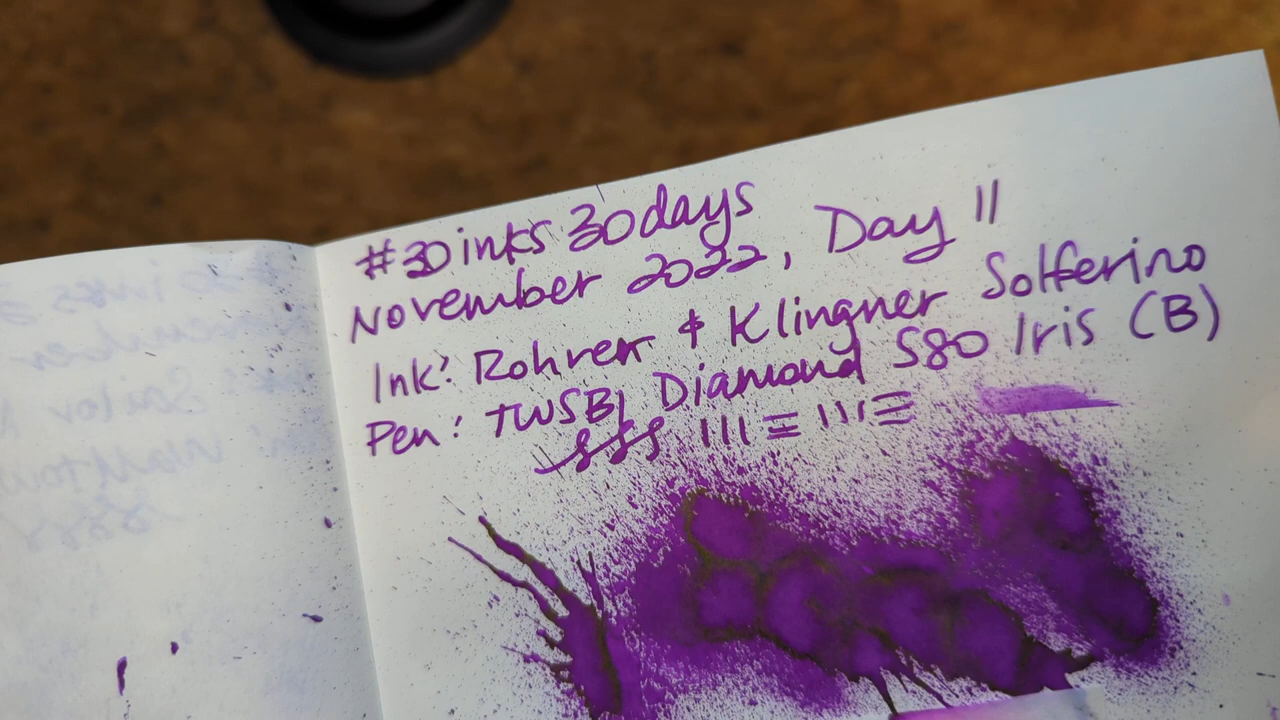 #30inks30days
November 2022, Day 11
Ink: Rohrer & Klingner Solferino
Pen: TWSBI Diamond 580 Iris (B)